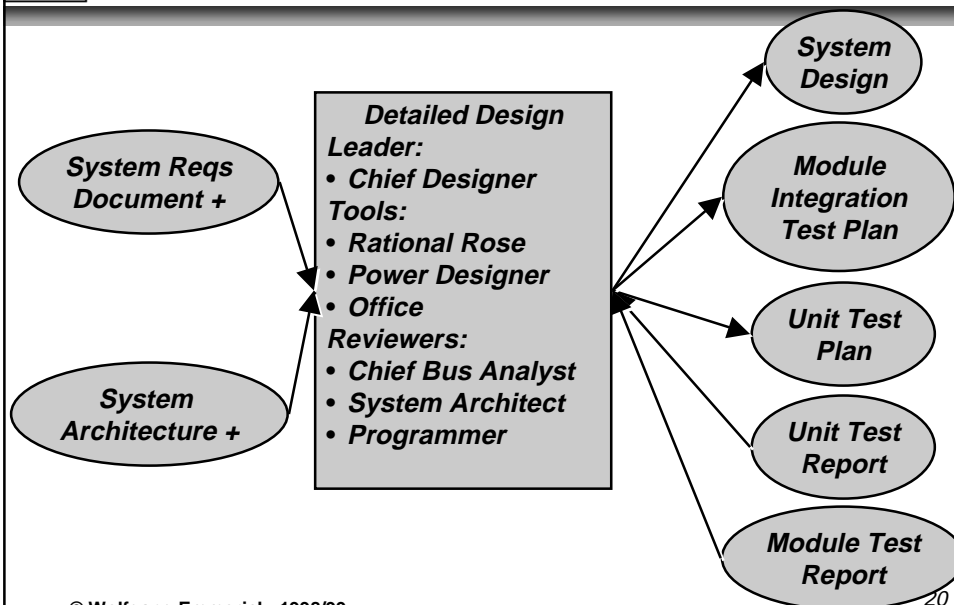 System Reqs
Document +
System
Architecture +
Detailed Design
Leader:
• Chief Designer
Tools:
• Rational Rose
• Power Designer
• Office
Reviewers:
• Chief Bus Analyst
• System Architect
• Programmer
System
Design
Module
Integration
Test Plan
Unit Test
Plan
Unit Test
Report
Module Test
Report
20